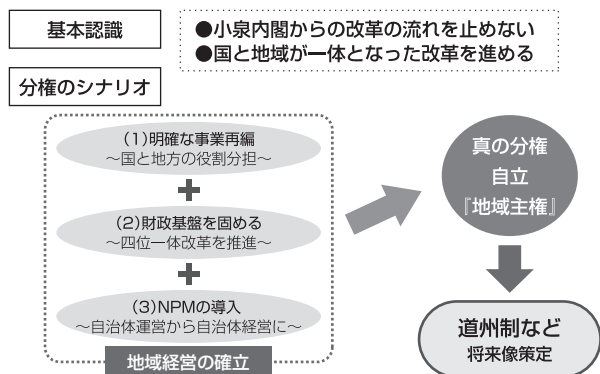 基本認識
●小泉内閣からの改革の流れを止めない
●国と地域が一体となった改革を進める
分権のシナリオ
(1)明確な事業再編
～国と地方の役割分担～
(2)財政基盤を固める
～四位一体改革を推進～
(3)NPMの導入
～自治体運営から自治体経営に～
地域経営の確立
真の分権
自立
『地域主権』
道州制など
将来像策定